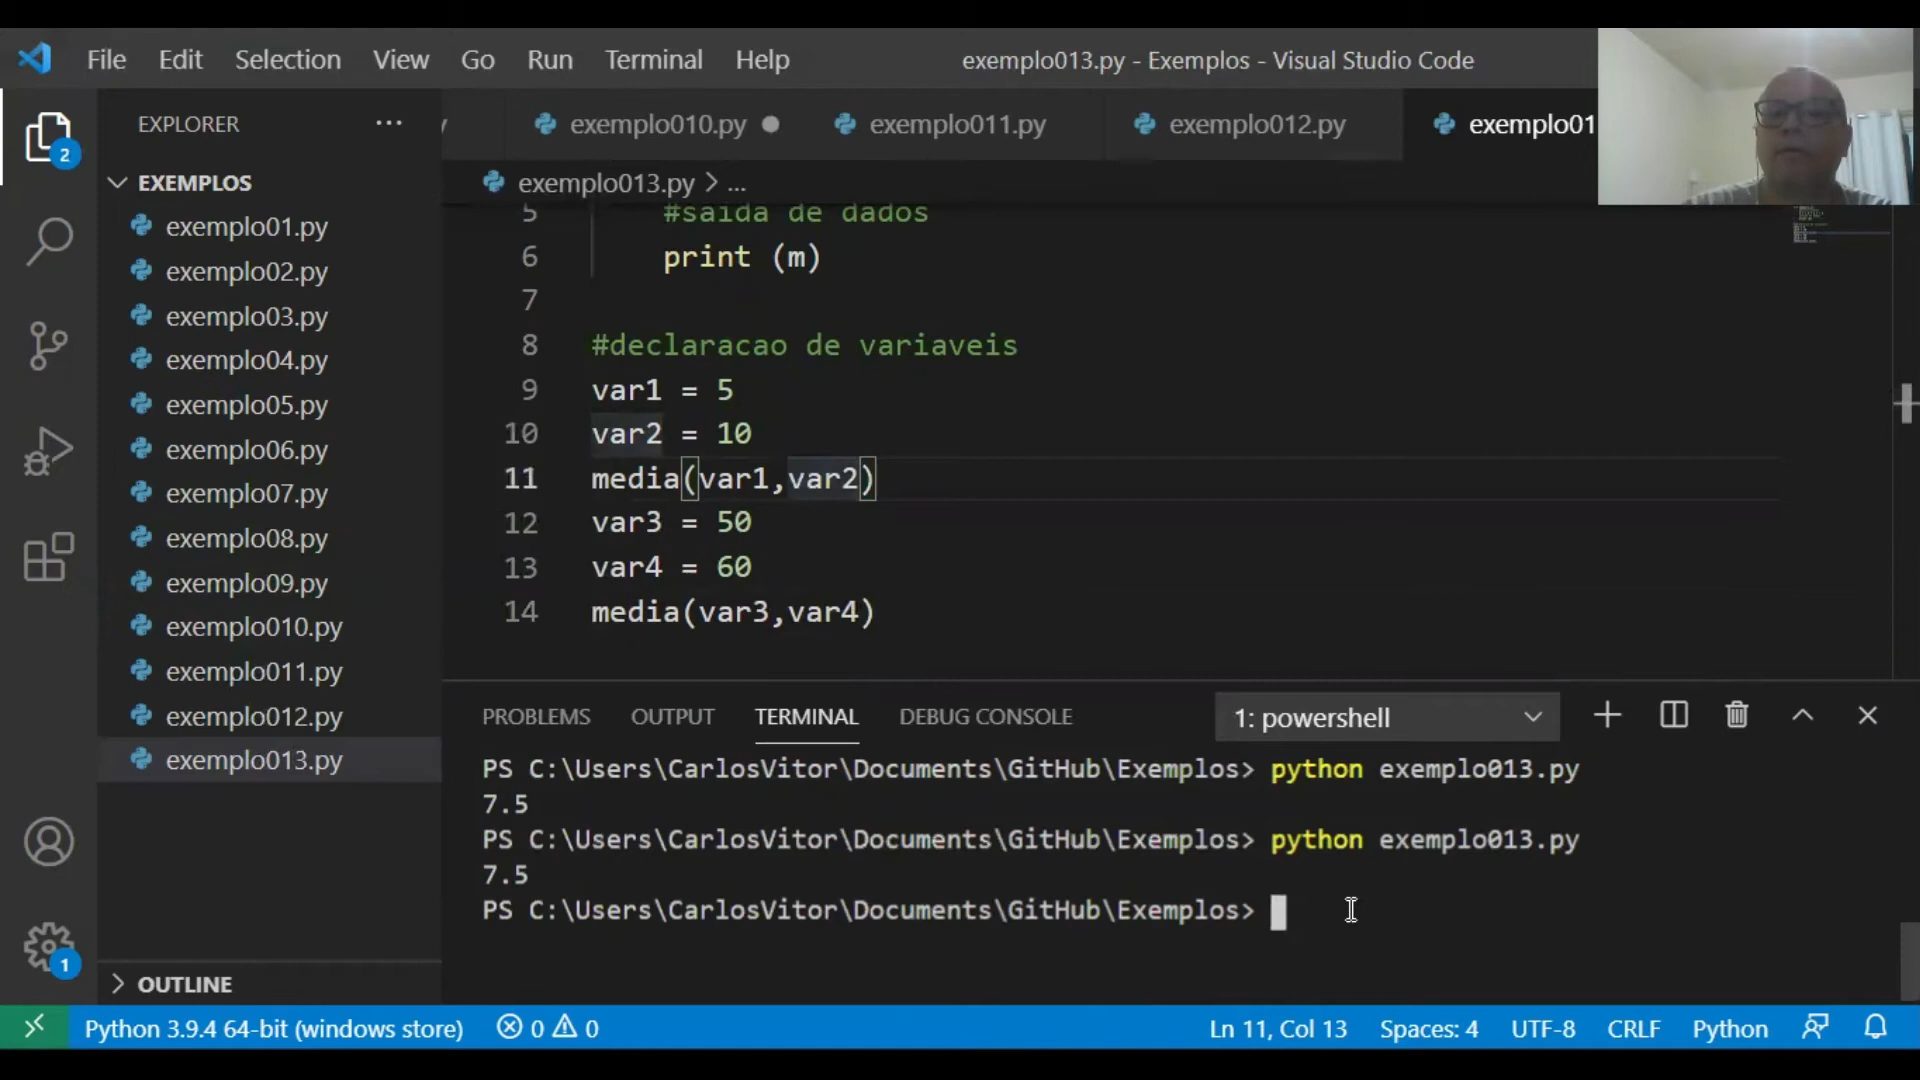 File Edit Selection View Go Run Terminal Help exemplo013.py - Exemplos - Visual Studio Code
EXPLORER ...
exemplo010.py exemplo011.py exemplo012.py exemplo01
2
EXEMPLOS
exemplo013.py > ...
exemplo01.py
exemplo02.py
exemplo03.py
exemplo04.py
exemplo05.py
exemplo06.py
exemplo07.py
exemplo08.py
exemplo09.py
exemplo010.py
exemplo011.py
exemplo012.py
exemplo013.py
OUTLINE
5 #saida de dados
6 print (m)
7
8 #declaracao de variaveis
9 var1 = 5
10 var2 = 10
11 media(var1,var2)
12 var3 = 50
13 var4 = 60
14 media(var3,var4)
PROBLEMS OUTPUT TERMINAL DEBUG CONSOLE 1: powershell
PS C:\Users\CarlosVitor\Documents\GitHub\Exemplos> python exemplo013.py
7.5
PS C:\Users\CarlosVitor\Documents\GitHub\Exemplos> python exemplo013.py
7.5
PS C:\Users\CarlosVitor\Documents\GitHub\Exemplos>
1
Python 3.9.4 64-bit (windows store) 0 0 Ln 11, Col 13 Spaces: 4 UTF-8 CRLF Python